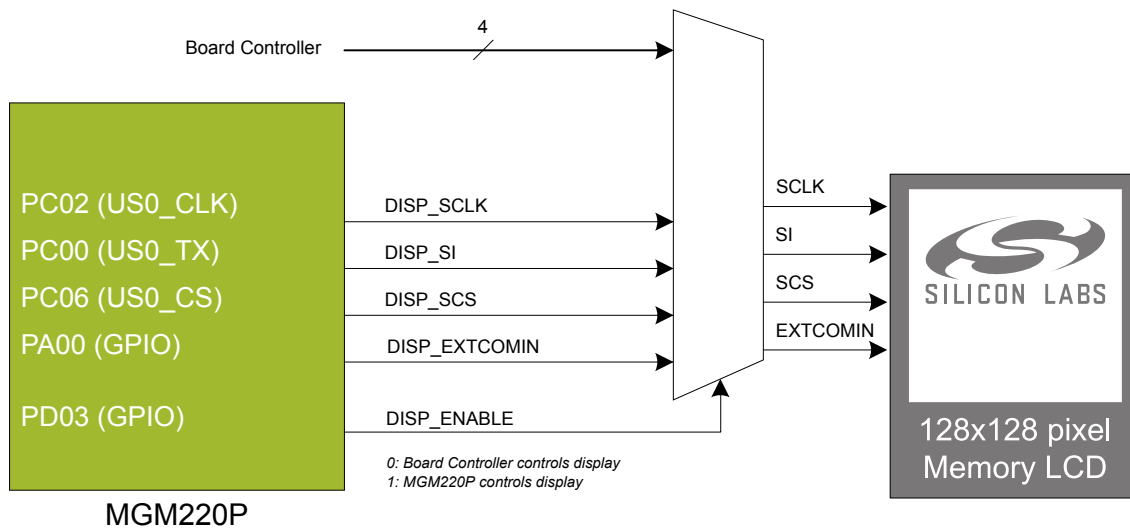 4
Board Controller
PC02 (US0_CLK)
PC00 (US0_TX)
PC06 (US0_CS)
PA00 (GPIO)
PD03 (GPIO)
MGM220P
DISP_SCLK
DISP_SI
DISP_SCS
DISP_EXTCOMIN
DISP_ENABLE
0: Board Controller controls display
1: MGM220P controls display
SCLK
SI
SCS
EXTCOMIN
SILICON LABS
128x128 pixel
Memory LCD